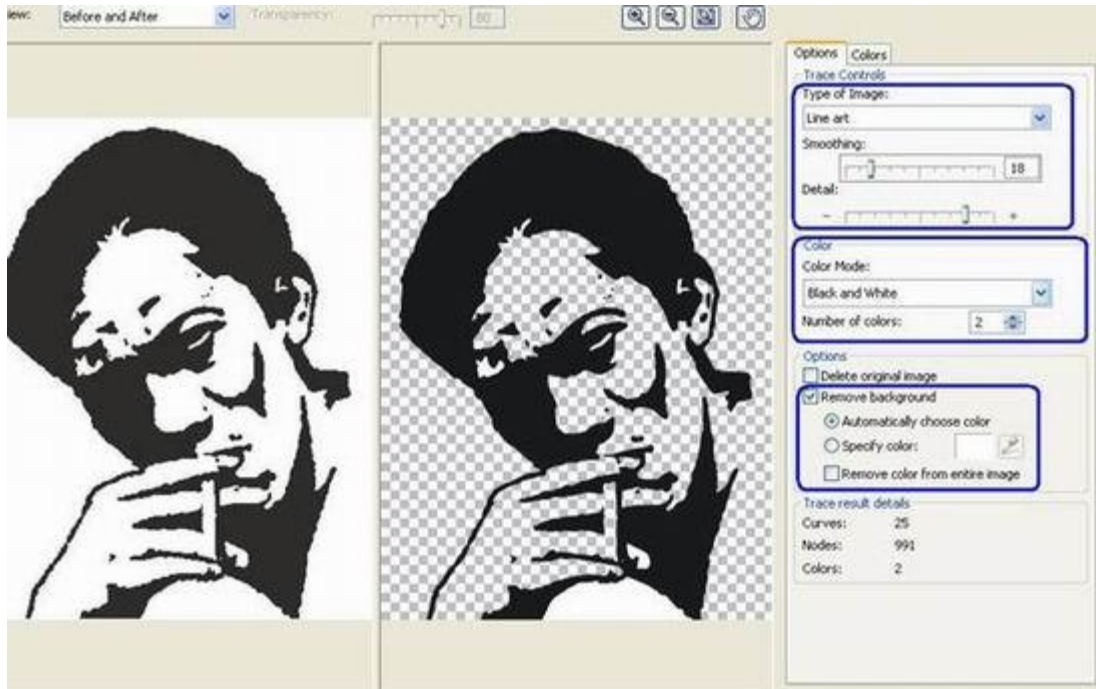 iew: Before and After Transparency: 80
Options Colors
Trace Controls
Type of Image:
Line art
Smoothing:
18
Detail:
- +
Color
Color Mode:
Black and White
Number of colors: 2
Options
Delete original image
Remove background
Automatically choose color
Specify color:
Remove color from entire image
Trace result details
Curves: 25
Nodes: 991
Colors: 2